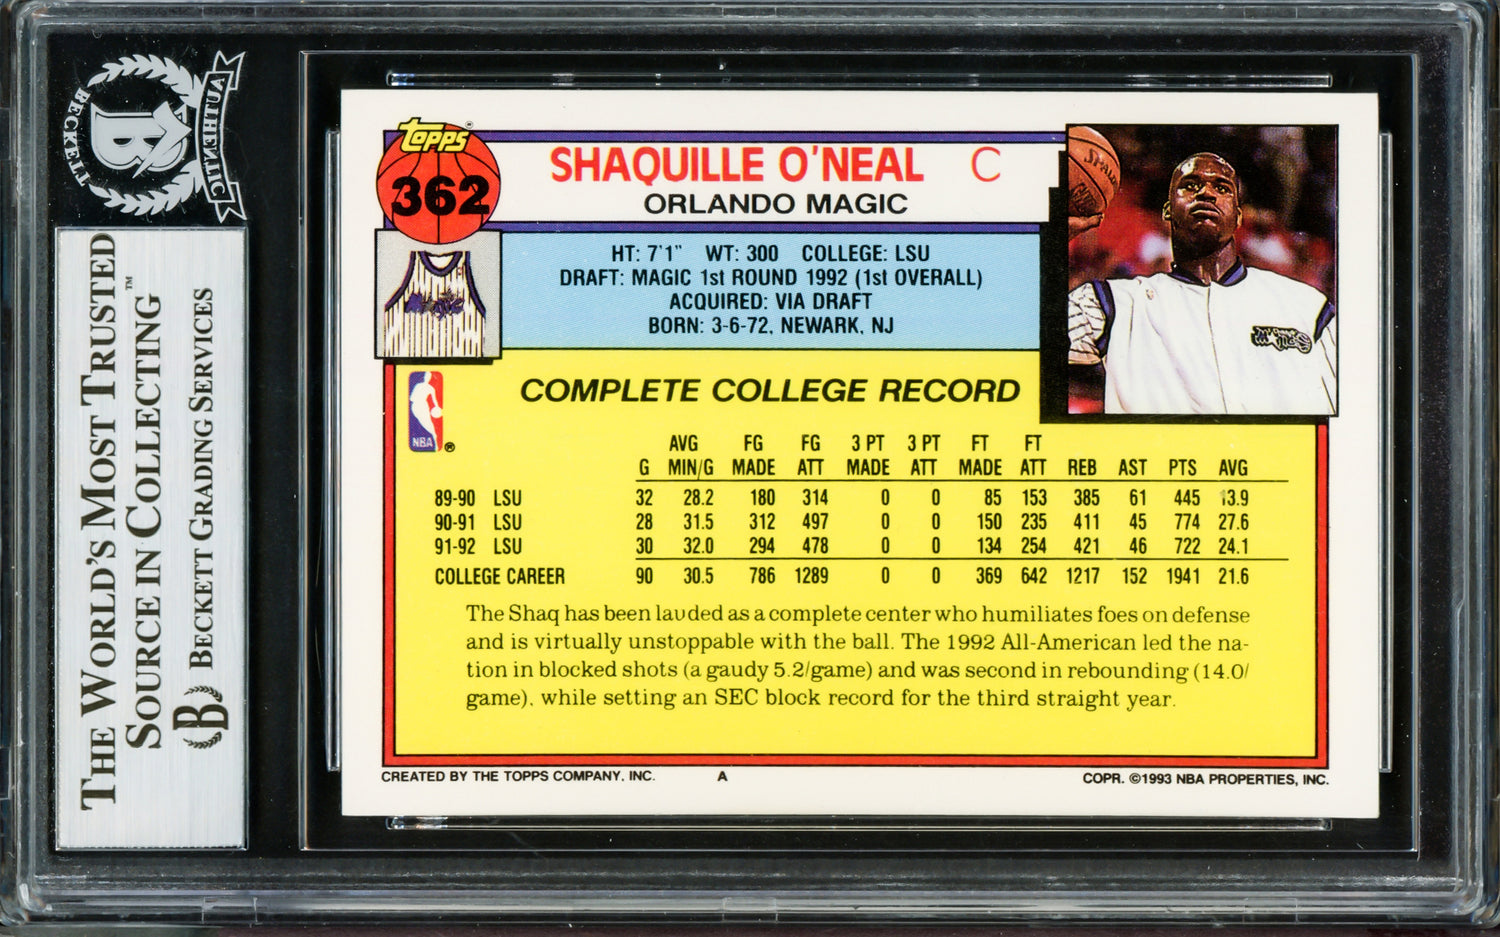 BECKETT
AUTHENTIC
B
THE WORLD'S MOST TRUSTED
SOURCE IN COLLECTING™
BECKETT GRADING SERVICES
B
Topps®
362
SHAQUILLE O'NEAL C
ORLANDO MAGIC
SPALDING
HT: 7'1" WT: 300 COLLEGE: LSU
DRAFT: MAGIC 1st ROUND 1992 (1st OVERALL)
ACQUIRED: VIA DRAFT
BORN: 3-6-72, NEWARK, NJ
NBA ®
COMPLETE COLLEGE RECORD
AVG FG FG 3 PT 3 PT FT FT
G MIN/G MADE ATT MADE ATT MADE ATT REB AST PTS AVG
89-90 LSU 32 28.2 180 314 0 0 85 153 385 61 445 13.9
90-91 LSU 28 31.5 312 497 0 0 150 235 411 45 774 27.6
91-92 LSU 30 32.0 294 478 0 0 134 254 421 46 722 24.1
COLLEGE CAREER 90 30.5 786 1289 0 0 369 642 1217 152 1941 21.6
The Shaq has been lauded as a complete center who humiliates foes on defense
and is virtually unstoppable with the ball. The 1992 All-American led the na-
tion in blocked shots (a gaudy 5.2/game) and was second in rebounding (14.0/
game), while setting an SEC block record for the third straight year.
CREATED BY THE TOPPS COMPANY, INC. A COPR. ©1993 NBA PROPERTIES, INC.